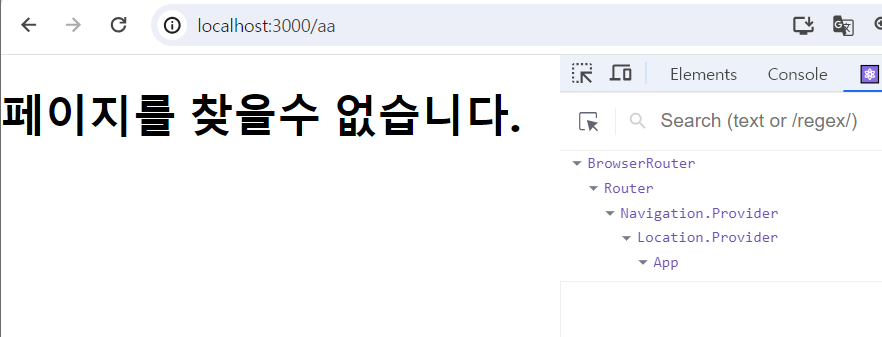 localhost:3000/aa
페이지를 찾을수 없습니다.
Elements Console
Search (text or /regex/)
BrowserRouter
Router
Navigation.Provider
Location.Provider
App